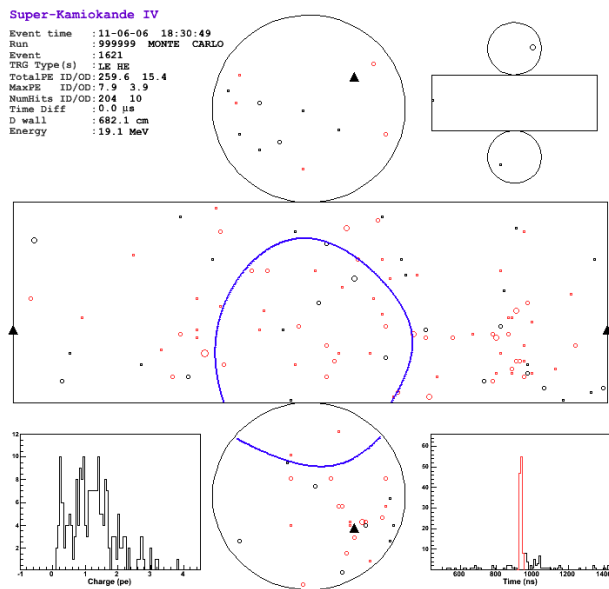 Super-Kamiokande IV
Event time : 11-06-06 18:30:49
Run : 999999 MONTE CARLO
Event : 1621
TRG Type(s) : LE HE
TotalPE ID/OD: 259.6 15.4
MaxPE ID/OD: 7.9 3.9
NumHits ID/OD: 204 10
Time Diff : 0.0 μs
D wall : 682.1 cm
Energy : 19.1 MeV
12
10
8
6
4
2
-1 0 1 2 3 4
Charge (pe)
60
50
40
30
20
10
600 800 1000 1200 1400
Time (ns)